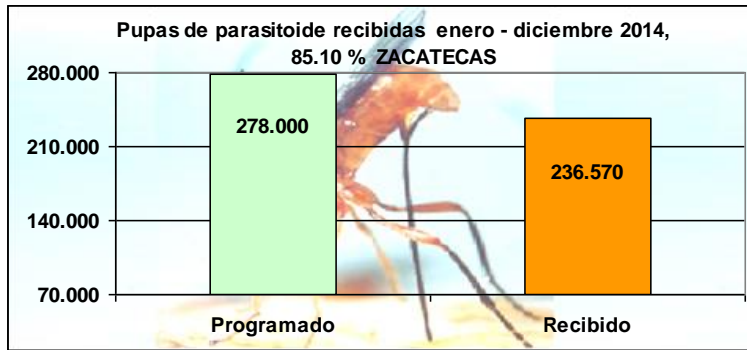 Pupas de parasitoide recibidas enero - diciembre 2014,
85.10 % ZACATECAS
280.000
278.000
210.000
236.570
140.000
70.000
Programado Recibido